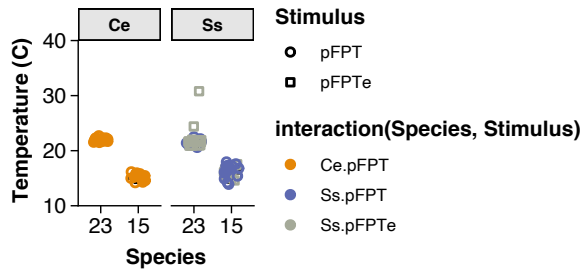 Ce Ss
Temperature (C)
40
30
20
10
23 15 23 15
Species
Stimulus
pFPT
pFPTe
interaction(Species, Stimulus)
Ce.pFPT
Ss.pFPT
Ss.pFPTe